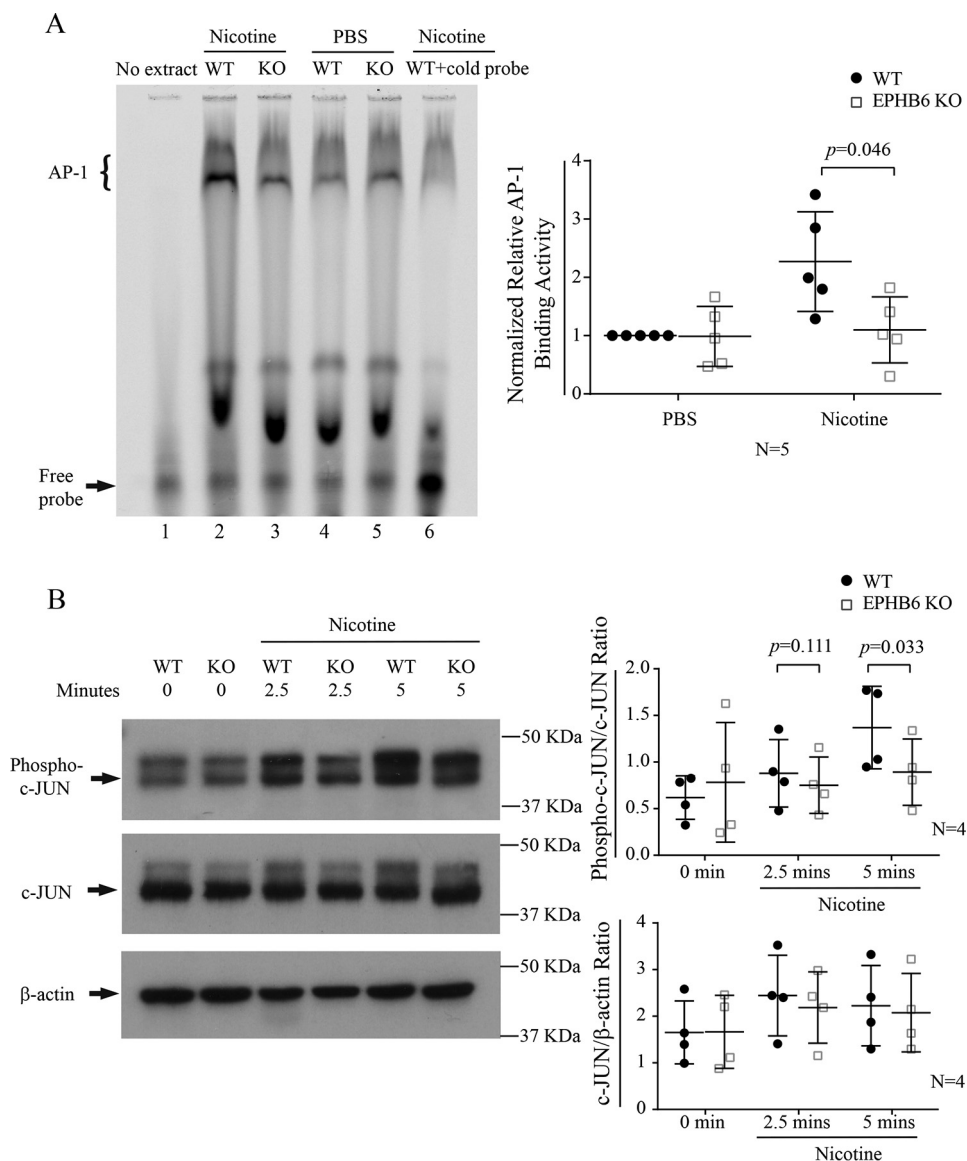 A
Nicotine PBS Nicotine
No extract WT KO WT KO WT+cold probe
AP-1 {
Free
probe
1 2 3 4 5 6
WT
EPHB6 KO
Normalized Relative AP-1
Binding Activity
4
3
2
1
0
p=0.046
PBS Nicotine
N=5
B
Nicotine
WT KO WT KO WT KO
Minutes 0 0 2.5 2.5 5 5
Phospho-
c-JUN
50 KDa
37 KDa
c-JUN
50 KDa
37 KDa
β-actin
50 KDa
37 KDa
WT
EPHB6 KO
Phospho-c-JUN/c-JUN Ratio
2.0
1.5
1.0
0.5
0.0
p=0.111 p=0.033
N=4
0 min 2.5 mins 5 mins
Nicotine
c-JUN/β-actin Ratio
4
3
2
1
0
N=4
0 min 2.5 mins 5 mins
Nicotine